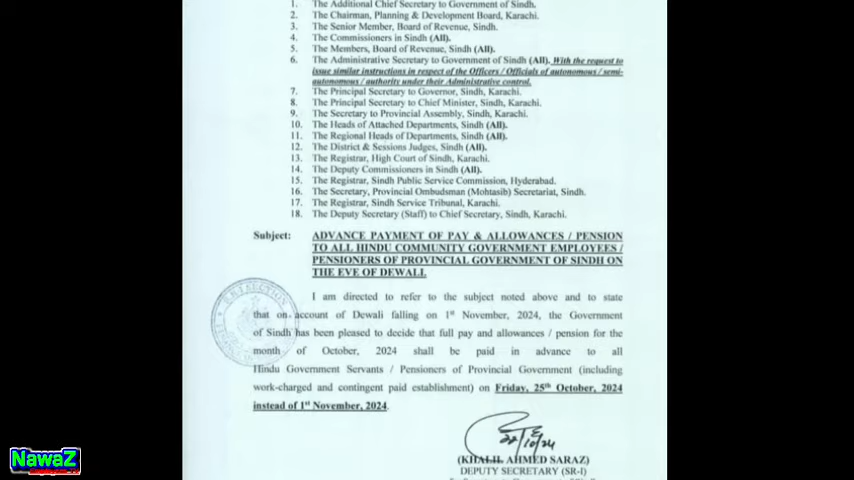 1. The Additional Chief Secretary to Government of Sindh.
2. The Chairman, Planning & Development Board, Karachi.
3. The Senior Member, Board of Revenue, Sindh.
4. The Commissioners in Sindh (All).
5. The Members, Board of Revenue, Sindh (All).
6. The Administrative Secretary to Government of Sindh (All). With the request to
issue similar instructions in respect of the Officers / Officials of autonomous / semi-
autonomous / authority under their Administrative control.
7. The Principal Secretary to Governor, Sindh, Karachi.
8. The Principal Secretary to Chief Minister, Sindh, Karachi.
9. The Secretary to Provincial Assembly, Sindh, Karachi.
10. The Heads of Attached Departments, Sindh (All).
11. The Regional Heads of Departments, Sindh (All).
12. The District & Sessions Judges, Sindh (All).
13. The Registrar, High Court of Sindh, Karachi.
14. The Deputy Commissioners in Sindh (All).
15. The Registrar, Sindh Public Service Commission, Hyderabad.
16. The Secretary, Provincial Ombudsman (Mohtasib) Secretariat, Sindh.
17. The Registrar, Sindh Service Tribunal, Karachi.
18. The Deputy Secretary (Staff) to Chief Secretary, Sindh, Karachi.
Subject: ADVANCE PAYMENT OF PAY & ALLOWANCES / PENSION
TO ALL HINDU COMMUNITY GOVERNMENT EMPLOYEES /
PENSIONERS OF PROVINCIAL GOVERNMENT OF SINDH ON
THE EVE OF DEWALI.
I am directed to refer to the subject noted above and to state
that on account of Dewali falling on 1st November, 2024, the Government
of Sindh has been pleased to decide that full pay and allowances / pension for the
month of October, 2024 shall be paid in advance to all
Hindu Government Servants / Pensioners of Provincial Government (including
work-charged and contingent paid establishment) on Friday, 25th October, 2024
instead of 1st November, 2024.
22/10/24
(KHALIL AHMED SARAZ)
DEPUTY SECRETARY (SR-I)
NawaZ